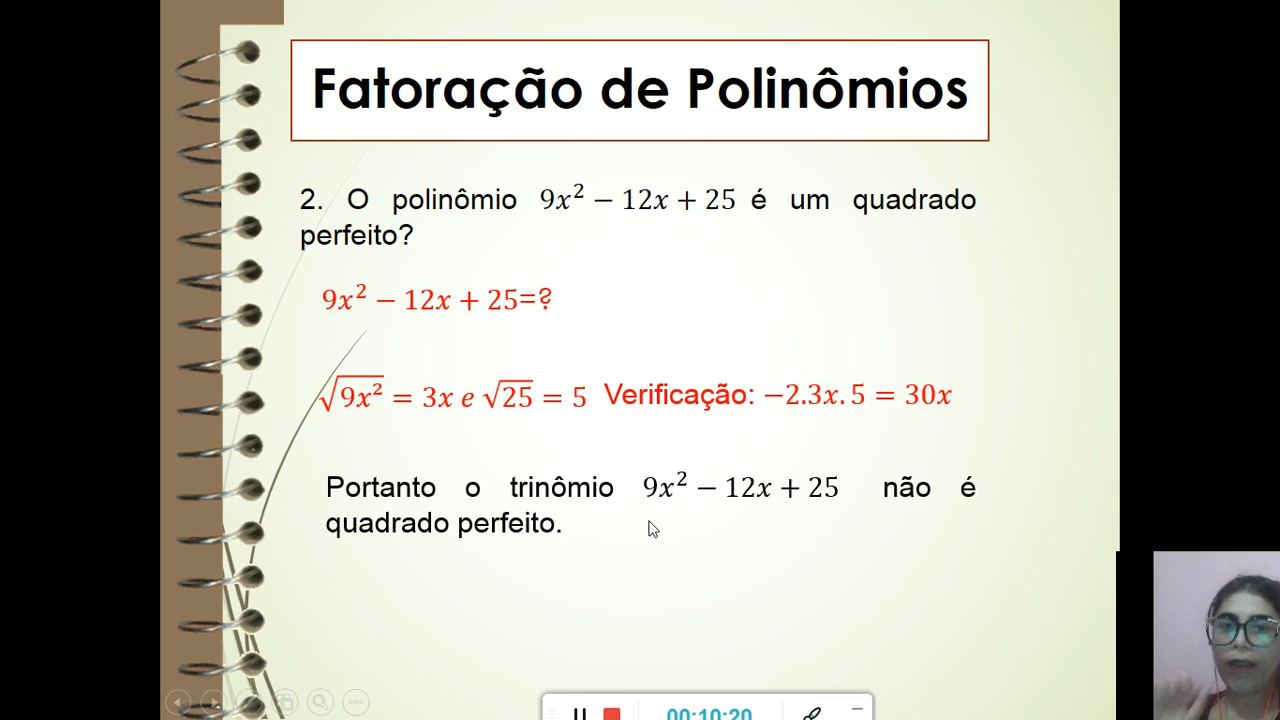 Fatoração de Polinômios
2. O polinômio 9x² − 12x + 25 é um quadrado
perfeito?
9x² − 12x + 25=?
√9x² = 3x e √25 = 5 Verificação: −2.3x. 5 = 30x
Portanto o trinômio 9x² − 12x + 25 não é
quadrado perfeito.
00:10:20